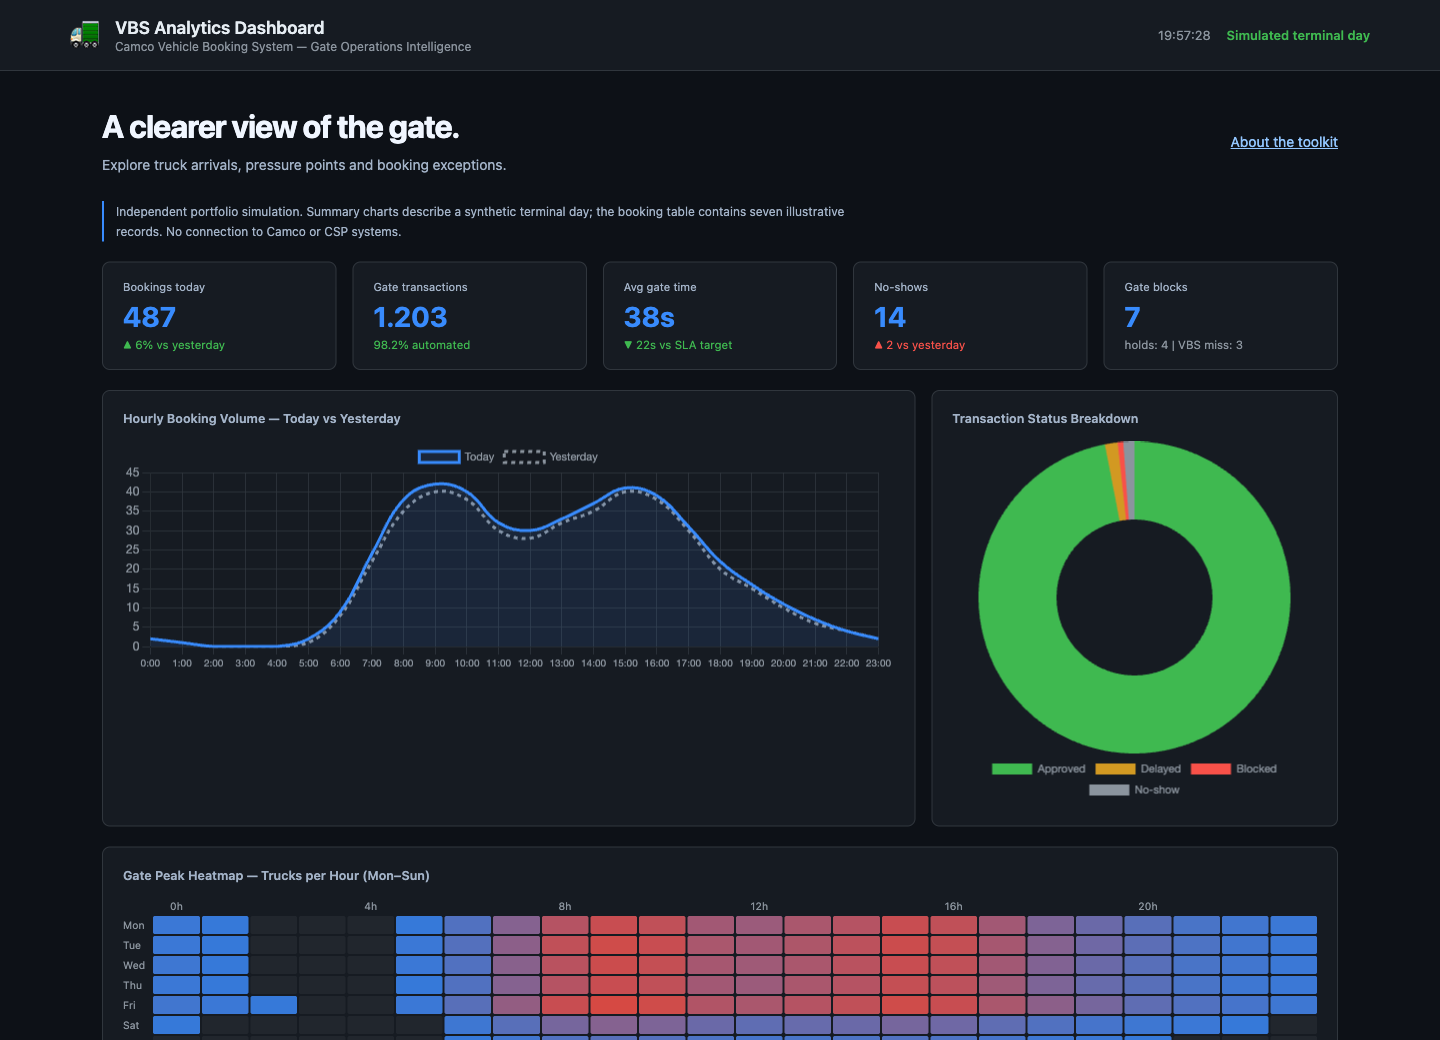 VBS Analytics Dashboard
Camco Vehicle Booking System — Gate Operations Intelligence
19:57:28 Simulated terminal day
A clearer view of the gate.
Explore truck arrivals, pressure points and booking exceptions.
About the toolkit
Independent portfolio simulation. Summary charts describe a synthetic terminal day; the booking table contains seven illustrative
records. No connection to Camco or CSP systems.
Bookings today
487
▲ 6% vs yesterday
Gate transactions
1.203
98.2% automated
Avg gate time
38s
▼ 22s vs SLA target
No-shows
14
▲ 2 vs yesterday
Gate blocks
7
holds: 4 | VBS miss: 3
Hourly Booking Volume — Today vs Yesterday
Today Yesterday
45
40
35
30
25
20
15
10
5
0
0:00 1:00 2:00 3:00 4:00 5:00 6:00 7:00 8:00 9:00 10:00 11:00 12:00 13:00 14:00 15:00 16:00 17:00 18:00 19:00 20:00 21:00 22:00 23:00
Transaction Status Breakdown
Approved Delayed Blocked
No-show
Gate Peak Heatmap — Trucks per Hour (Mon–Sun)
0h 4h 8h 12h 16h 20h
Mon
Tue
Wed
Thu
Fri
Sat